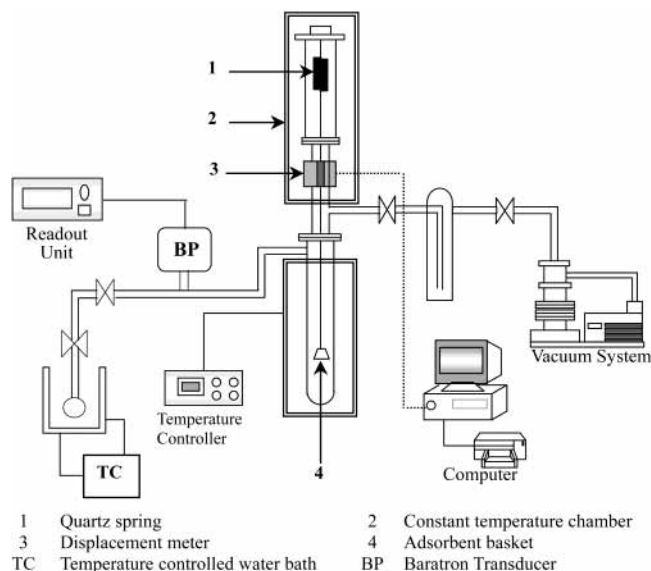 1
2
3
Readout
Unit
BP
Vacuum System
Temperature
Controller
TC
4
Computer
1 Quartz spring 2 Constant temperature chamber
3 Displacement meter 4 Adsorbent basket
TC Temperature controlled water bath BP Baratron Transducer